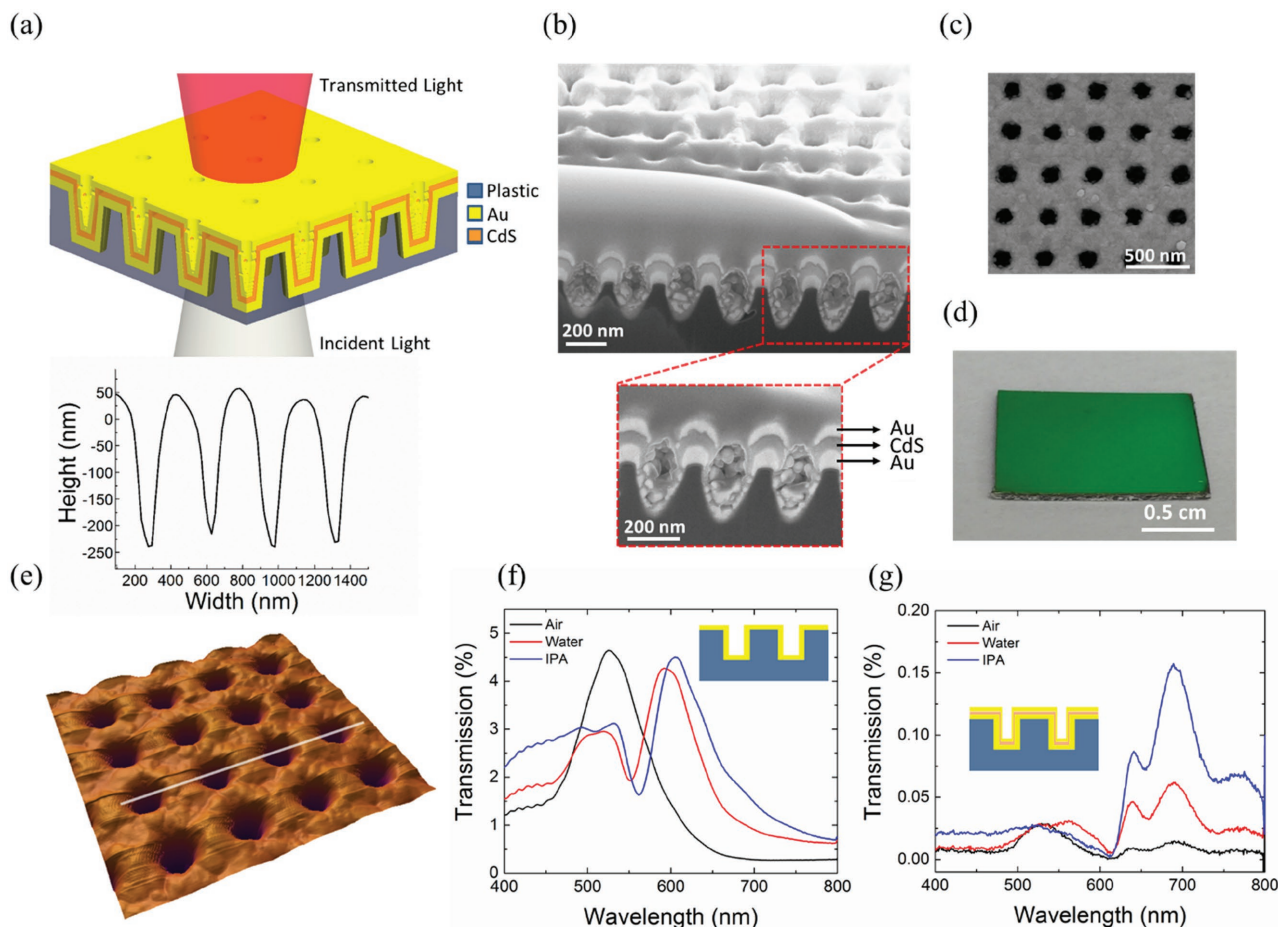 (a)
Transmitted Light
Plastic
Au
CdS
Incident Light
Height (nm)
50
0
-50
-100
-150
-200
-250
200 400 600 800 1000 1200 1400
Width (nm)
(b)
200 nm
Au
CdS
Au
200 nm
(c)
500 nm
(d)
0.5 cm
(e)
(f)
Transmission (%)
5
4
3
2
1
0
Air
Water
IPA
400 500 600 700 800
Wavelength (nm)
(g)
Transmission (%)
0.20
0.15
0.10
0.05
0.00
Air
Water
IPA
400 500 600 700 800
Wavelength (nm)